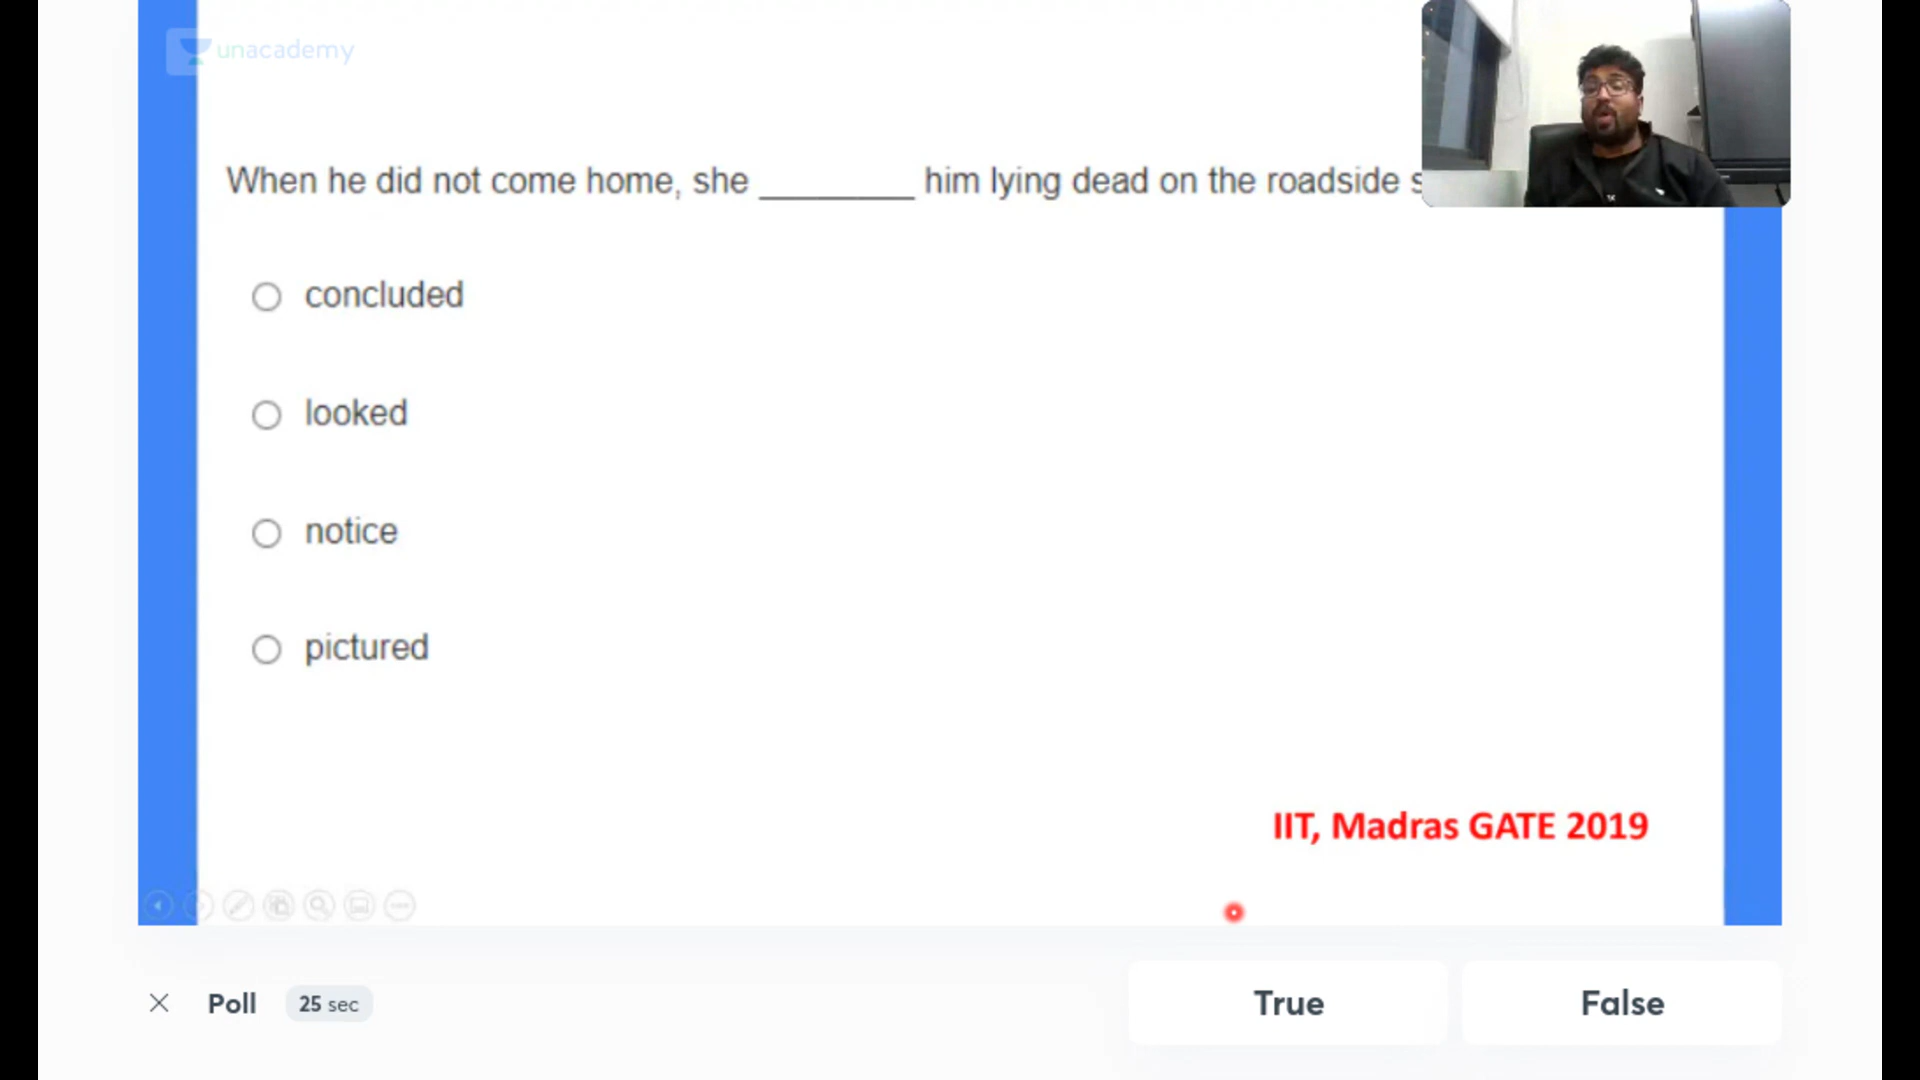 unacademy
When he did not come home, she ________ him lying dead on the roadside
concluded
looked
notice
pictured
IIT, Madras GATE 2019
Poll
25 sec
True
False